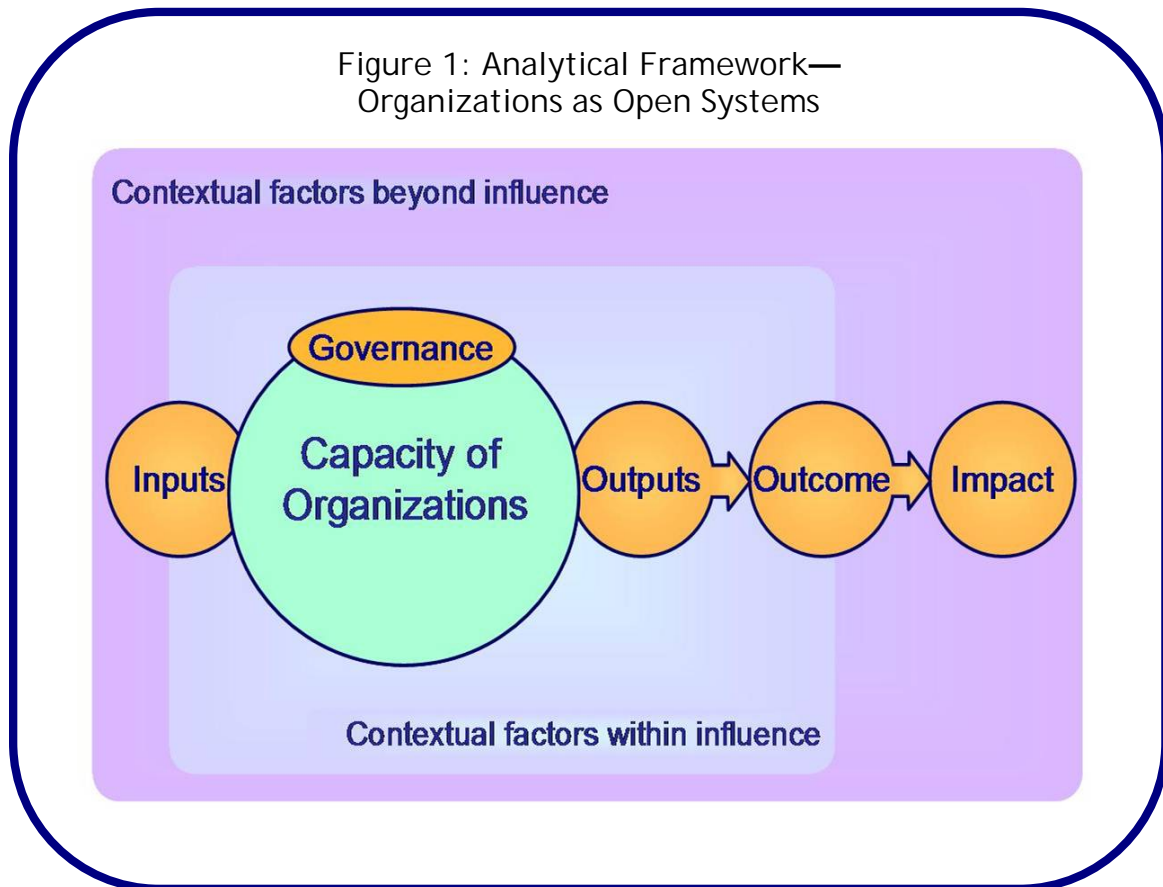 Figure 1: Analytical Framework—
Organizations as Open Systems
Contextual factors beyond influence
Governance
Capacity of
Organizations
Inputs
Outputs
Outcome
Impact
Contextual factors within influence